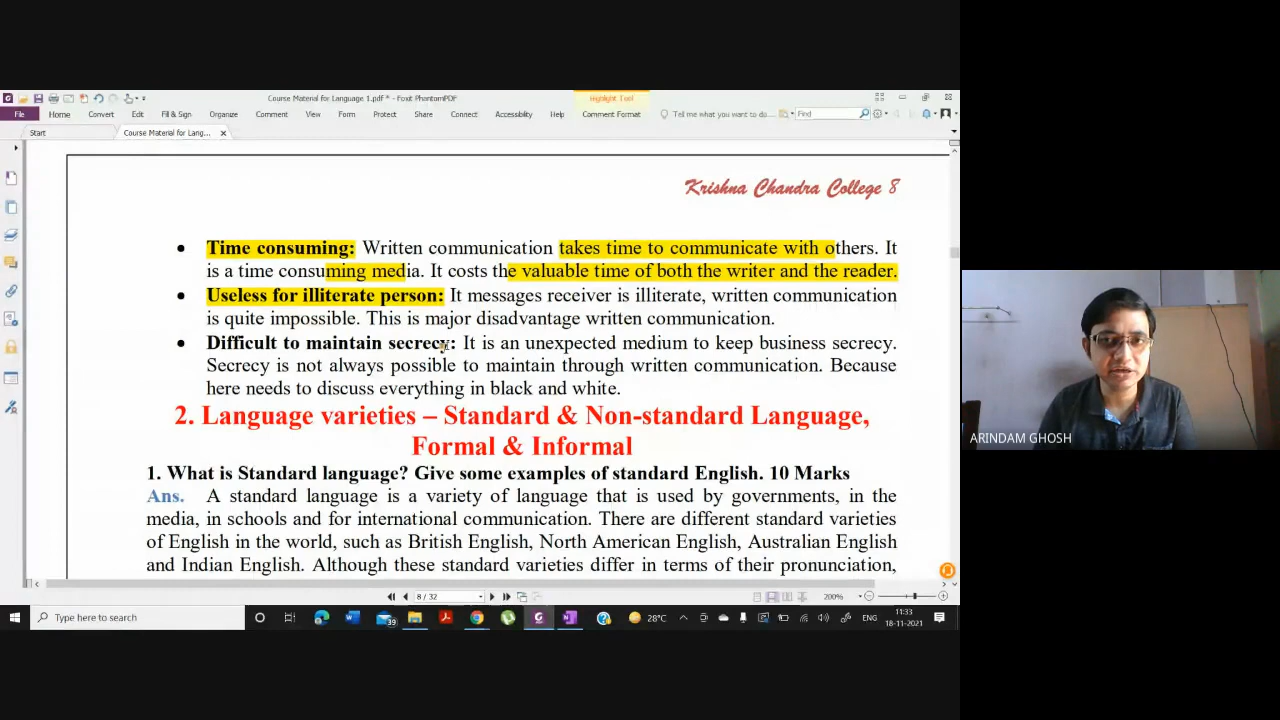 Course Material for Language 1.pdf * - Foxit PhantomPDF
Highlight Tool
File Home Convert Edit Fill & Sign Organize Comment View Form Protect Share Connect Accessibility Help Comment Format Tell me what you want to do... Find
Start Course Material for Lang...
Krishna Chandra College 8
• Time consuming: Written communication takes time to communicate with others. It
is a time consuming media. It costs the valuable time of both the writer and the reader.
• Useless for illiterate person: It messages receiver is illiterate, written communication
is quite impossible. This is major disadvantage written communication.
• Difficult to maintain secrecy: It is an unexpected medium to keep business secrecy.
Secrecy is not always possible to maintain through written communication. Because
here needs to discuss everything in black and white.
2. Language varieties – Standard & Non-standard Language,
Formal & Informal
1. What is Standard language? Give some examples of standard English. 10 Marks
Ans. A standard language is a variety of language that is used by governments, in the
media, in schools and for international communication. There are different standard varieties
of English in the world, such as British English, North American English, Australian English
and Indian English. Although these standard varieties differ in terms of their pronunciation,
ARINDAM GHOSH
8 / 32
200%
Type here to search
39
28°C
ENG
11:33
18-11-2021